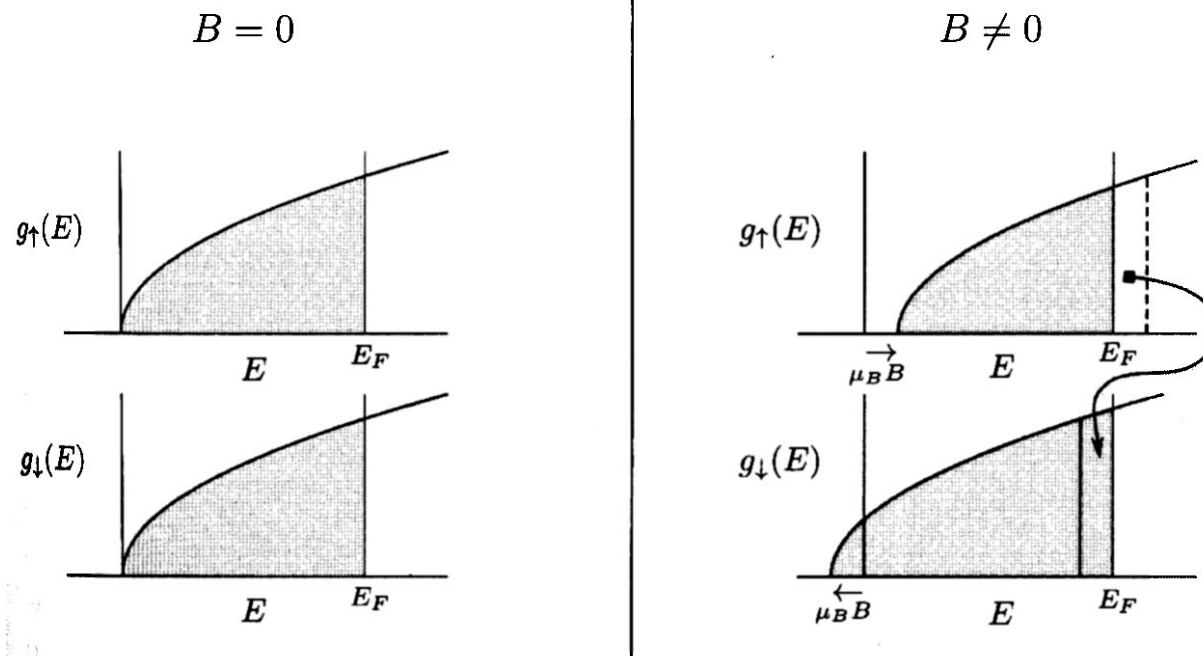 B = 0
g↑(E)
E
E_F
g↓(E)
E
E_F
B ≠ 0
g↑(E)
→
μ_B B
E
E_F
g↓(E)
←
μ_B B
E
E_F